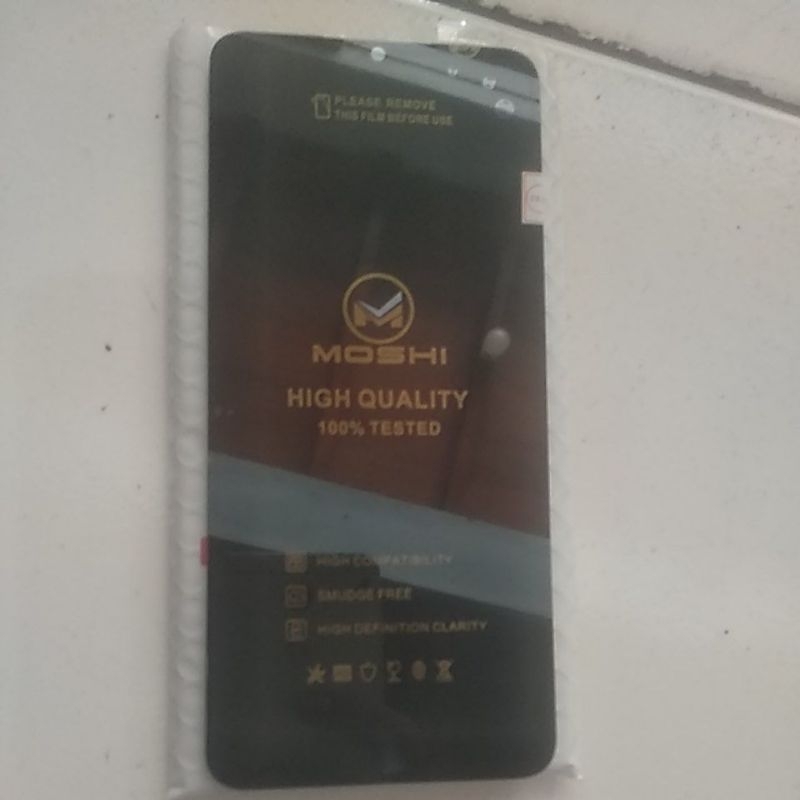 PLEASE REMOVE
THIS FILM BEFORE USE
MOSHI
HIGH QUALITY
100% TESTED
HIGH COMPATIBILITY
SMUDGE FREE
HIGH DEFINITION CLARITY